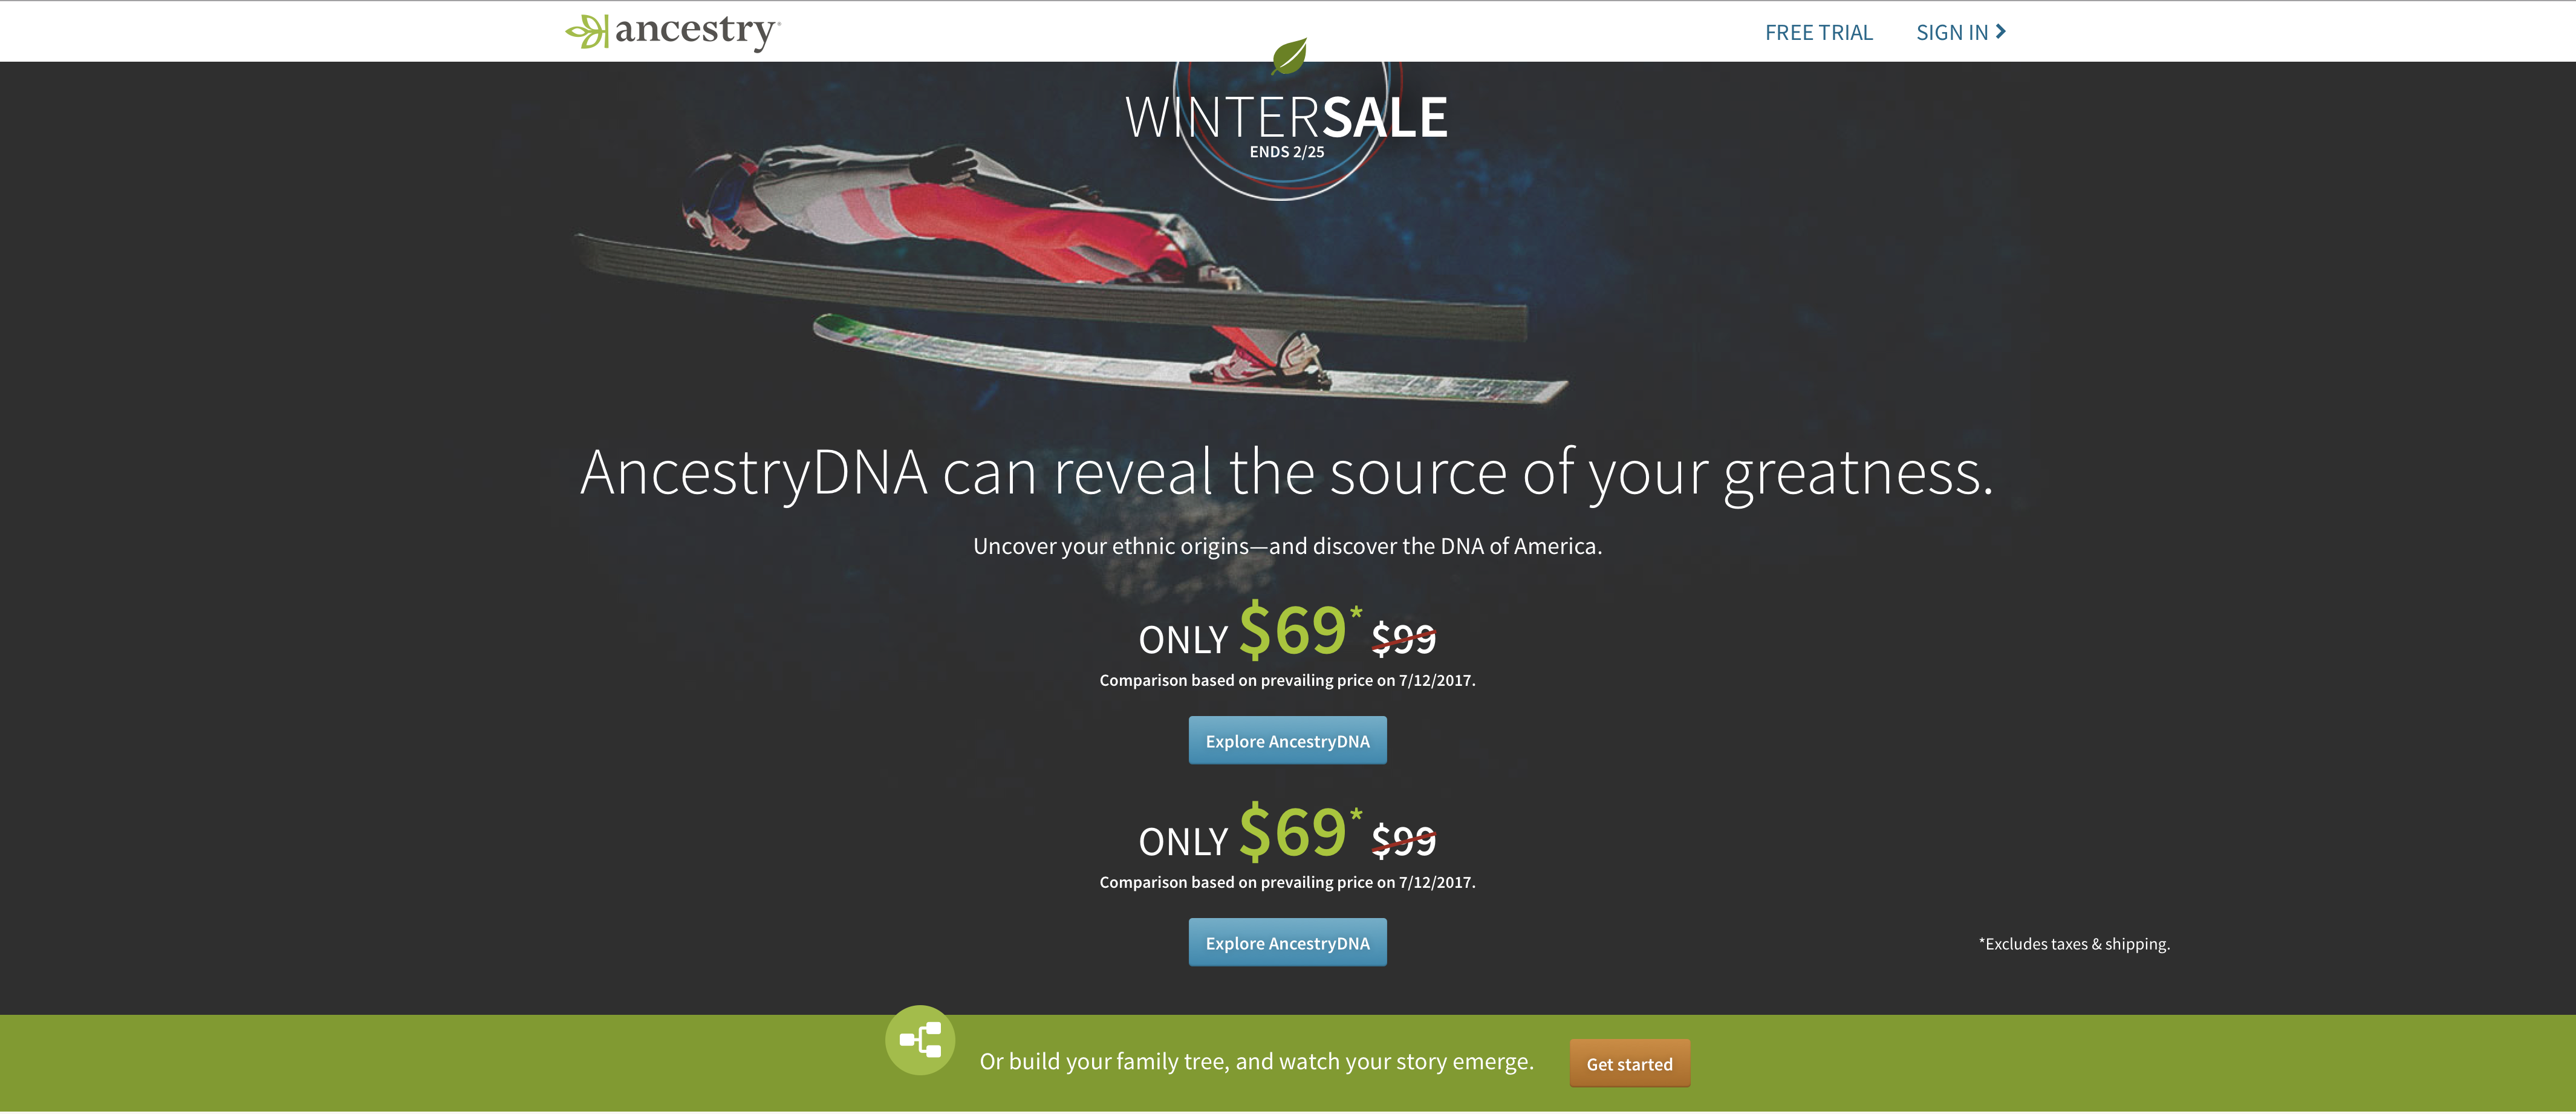 ancestry
FREE TRIAL
SIGN IN
WINTERSALE
ENDS 2/25
AncestryDNA can reveal the source of your greatness.
Uncover your ethnic origins—and discover the DNA of America.
ONLY $69* $99
Comparison based on prevailing price on 7/12/2017.
Explore AncestryDNA
ONLY $69* $99
Comparison based on prevailing price on 7/12/2017.
Explore AncestryDNA
*Excludes taxes & shipping.
Or build your family tree, and watch your story emerge.
Get started